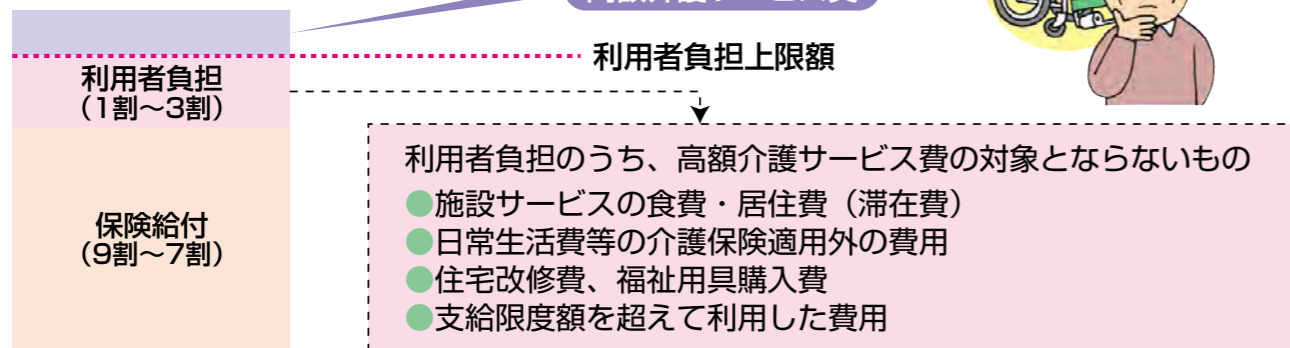 利用者負担上限額
利用者負担
（1割～3割）
保険給付
（9割～7割）
利用者負担のうち、高額介護サービス費の対象とならないもの
●施設サービスの食費・居住費（滞在費）
●日常生活費等の介護保険適用外の費用
●住宅改修費、福祉用具購入費
●支給限度額を超えて利用した費用